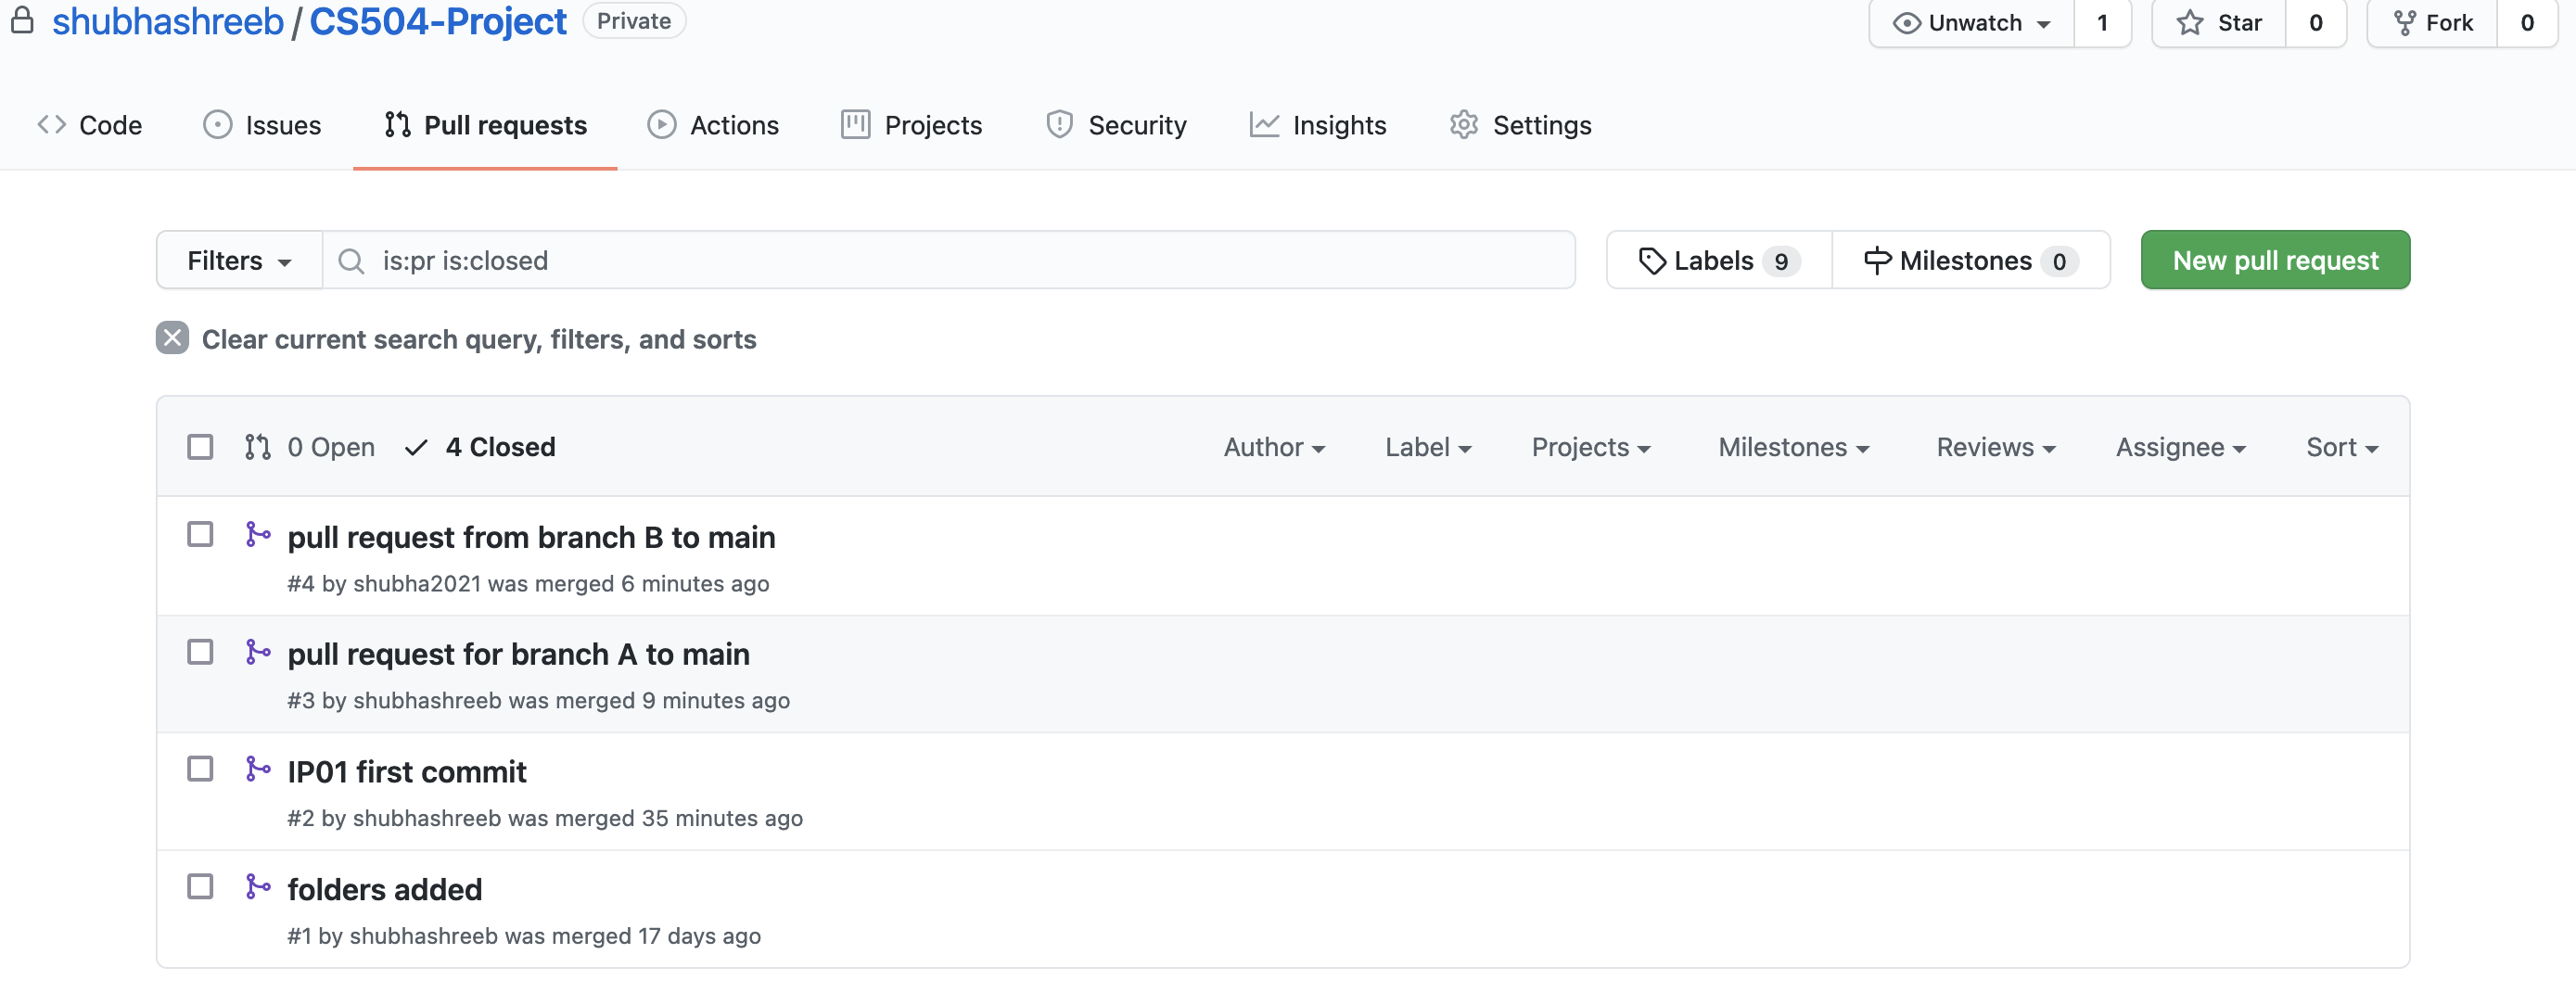 shubhashreeb / CS504-Project Private Unwatch 1 Star 0 Fork 0
Code Issues Pull requests Actions Projects Security Insights Settings
Filters is:pr is:closed Labels 9 Milestones 0 New pull request
Clear current search query, filters, and sorts
0 Open 4 Closed Author Label Projects Milestones Reviews Assignee Sort
pull request from branch B to main
#4 by shubha2021 was merged 6 minutes ago
pull request for branch A to main
#3 by shubhashreeb was merged 9 minutes ago
IP01 first commit
#2 by shubhashreeb was merged 35 minutes ago
folders added
#1 by shubhashreeb was merged 17 days ago